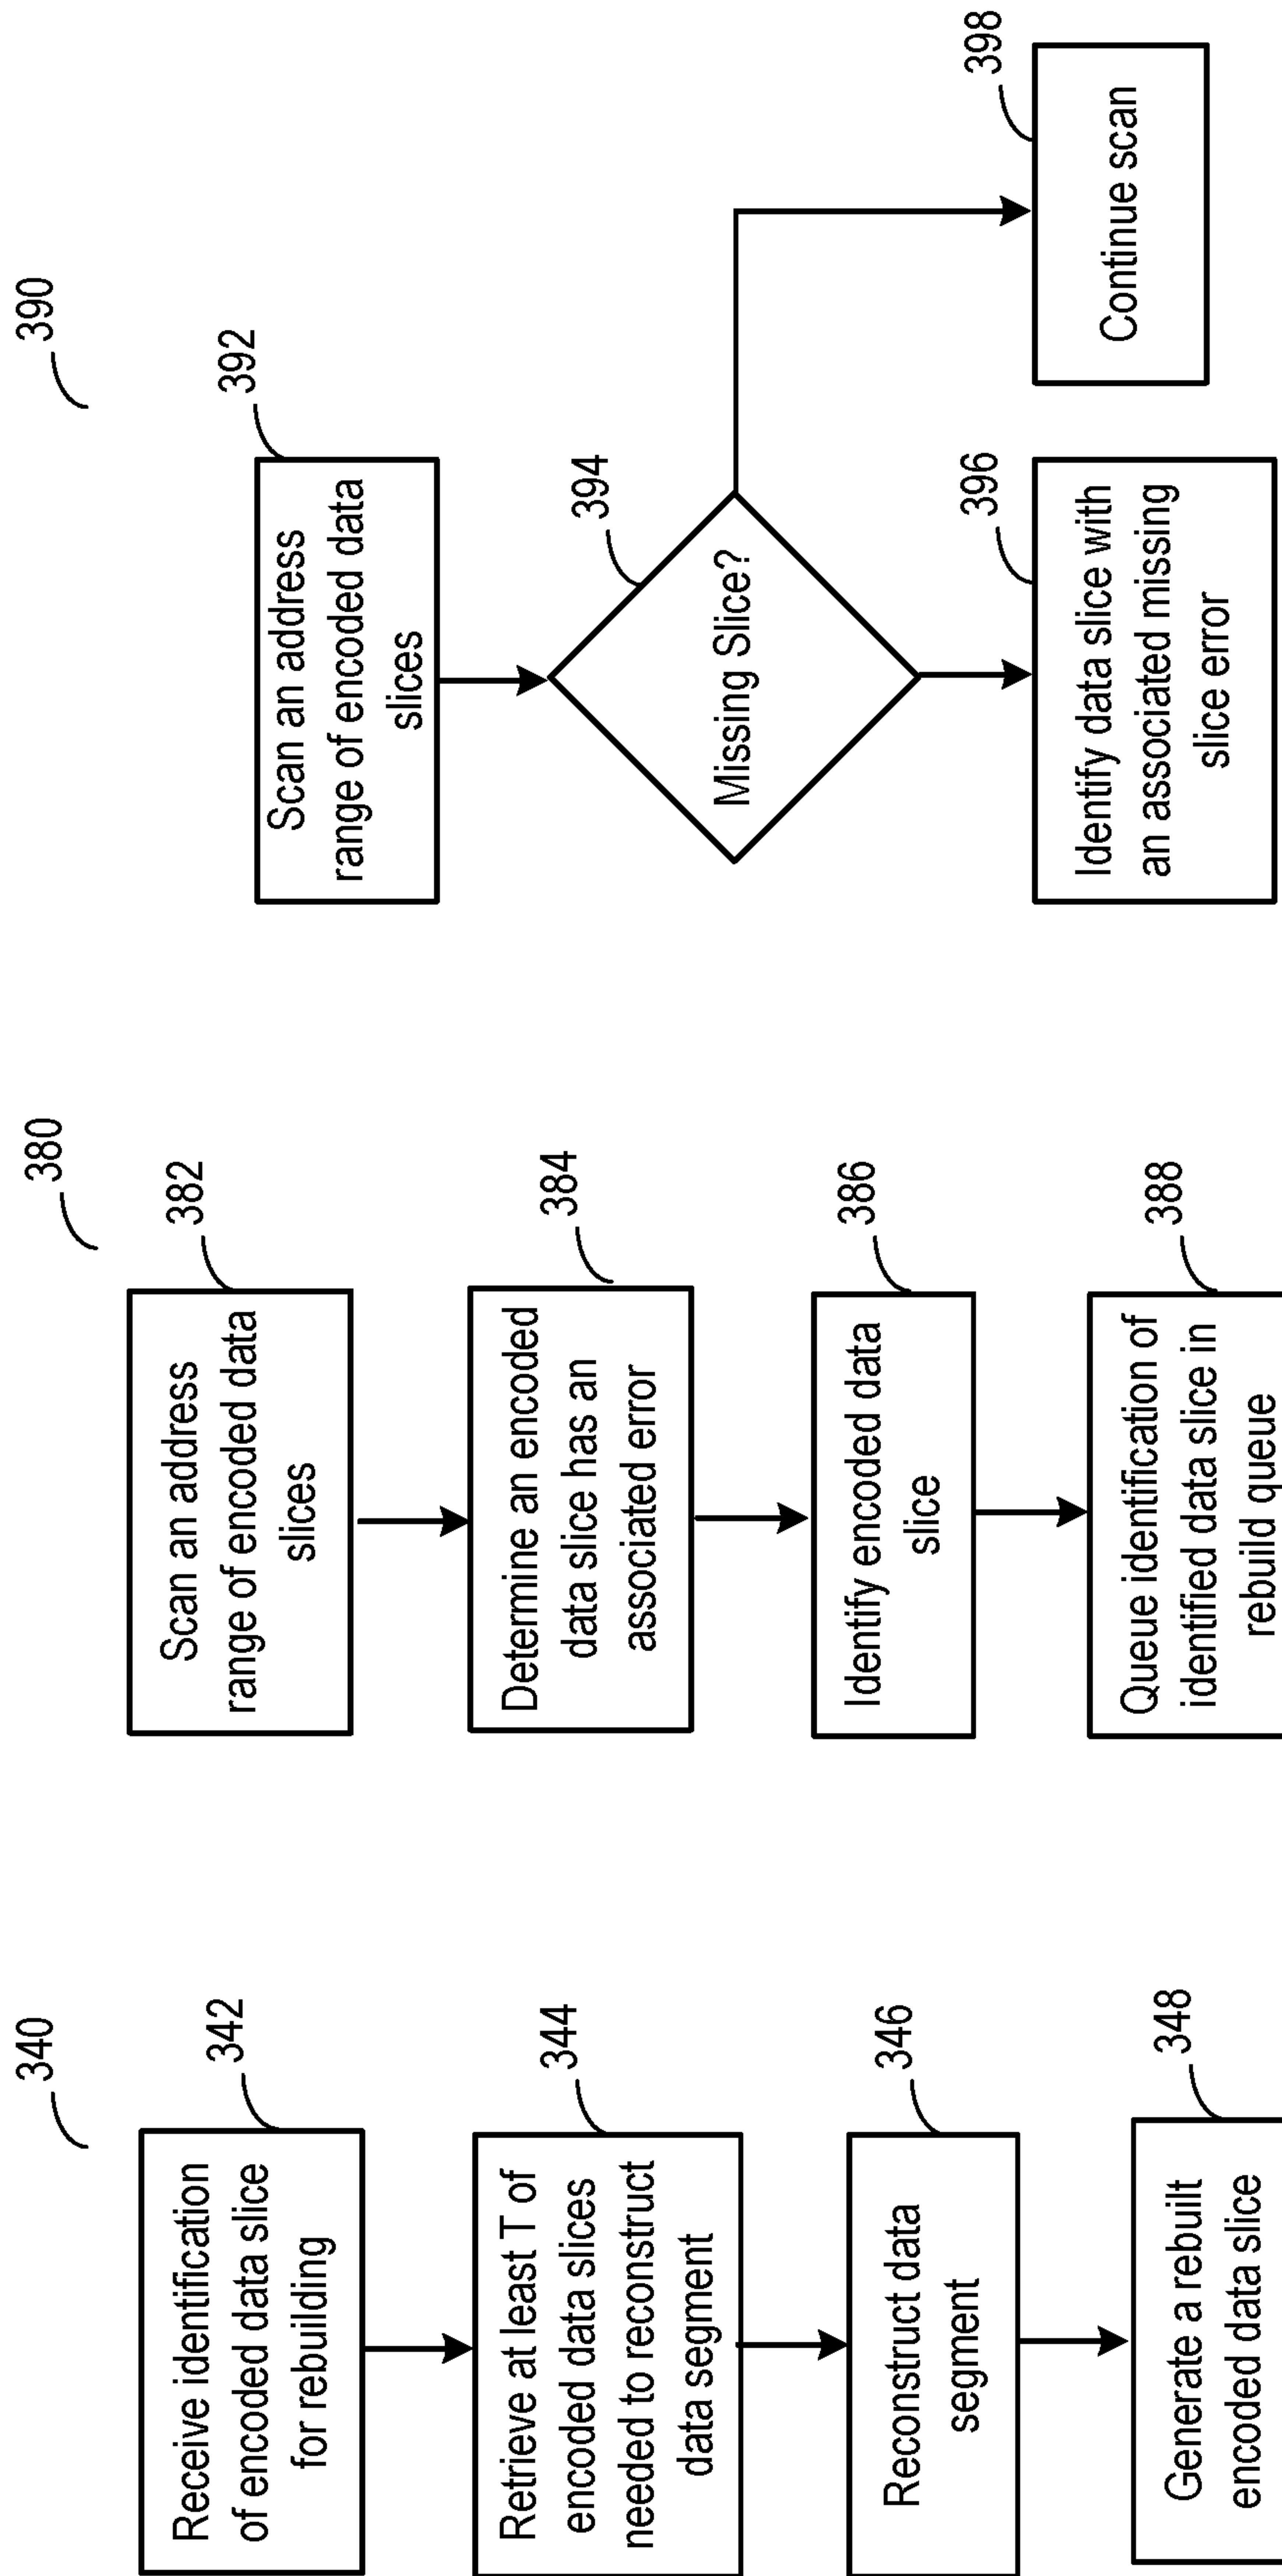 340
342
Receive identification
of encoded data slice
for rebuilding
344
Retrieve at least T of
encoded data slices
needed to reconstruct
data segment
346
Reconstruct data
segment
348
Generate a rebuilt
encoded data slice
380
382
Scan an address
range of encoded data
slices
384
Determine an encoded
data slice has an
associated error
386
Identify encoded data
slice
388
Queue identification of
identified data slice in
rebuild queue
390
392
Scan an address
range of encoded data
slices
394
Missing Slice?
396
Identify data slice with
an associated missing
slice error
398
Continue scan